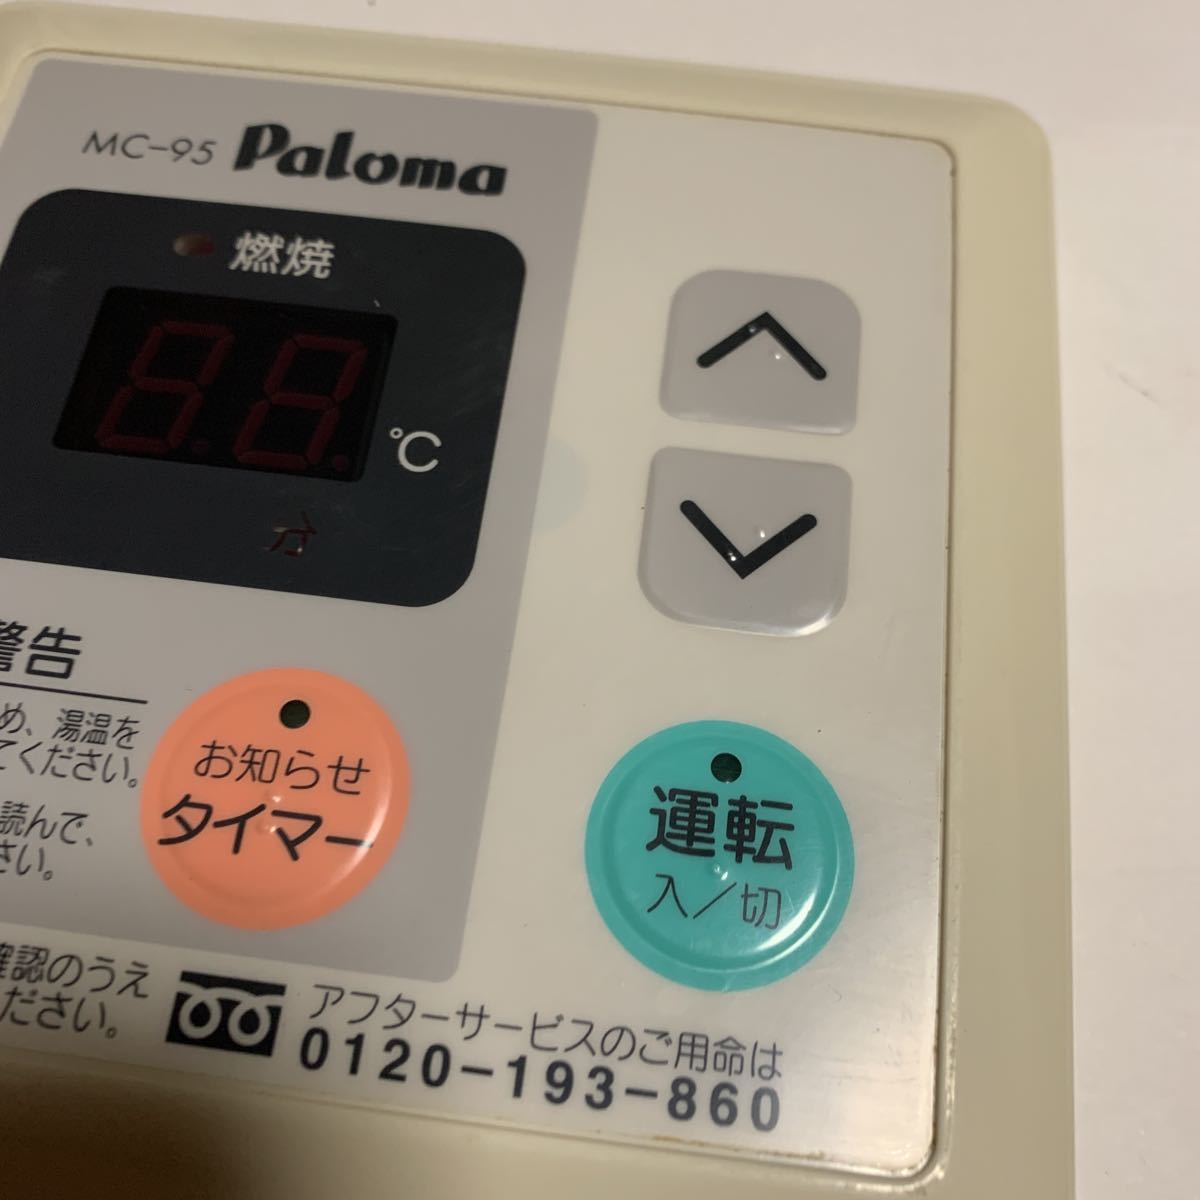 MC-95 Paloma
燃焼
88
℃
分
警告
め、湯温を
てください。
読んで、
さい。
お知らせ
タイマー
運転
入／切
確認のうえ
ださい。
アフターサービスのご用命は
0120-193-860